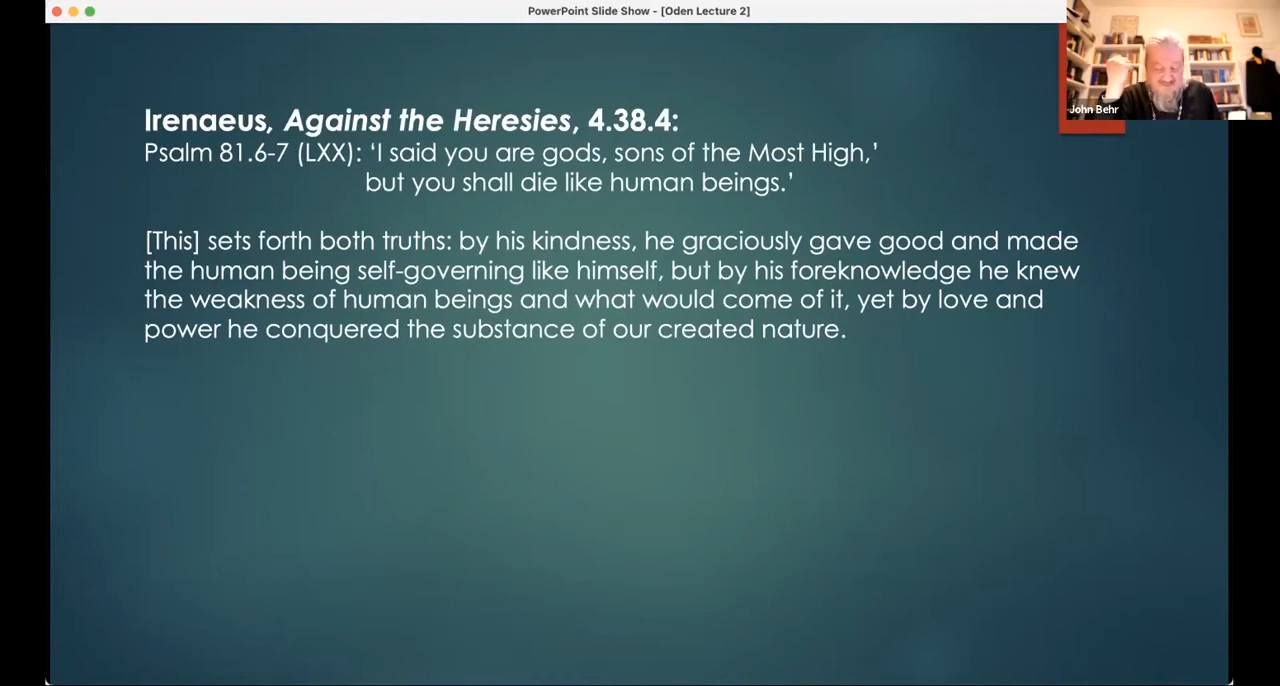 PowerPoint Slide Show - [Oden Lecture 2]
John Behr
Irenaeus, Against the Heresies, 4.38.4:
Psalm 81.6-7 (LXX): ‘I said you are gods, sons of the Most High,’
but you shall die like human beings.’
[This] sets forth both truths: by his kindness, he graciously gave good and made
the human being self-governing like himself, but by his foreknowledge he knew
the weakness of human beings and what would come of it, yet by love and
power he conquered the substance of our created nature.